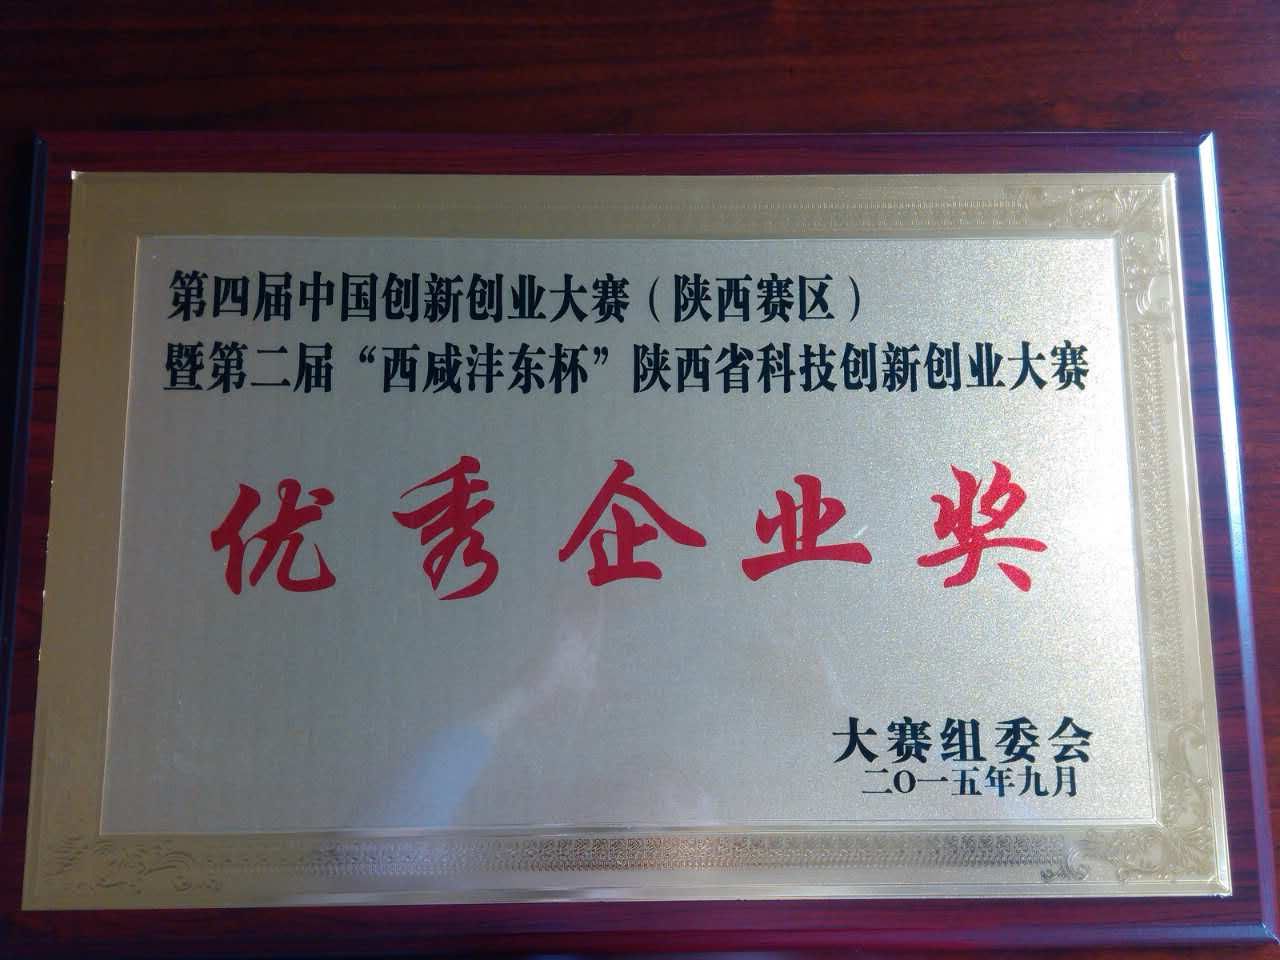 第四届中国创新创业大赛（陕西赛区）
暨第二届“西咸沣东杯”陕西省科技创新创业大赛
优秀企业奖
大赛组委会
二〇一五年九月